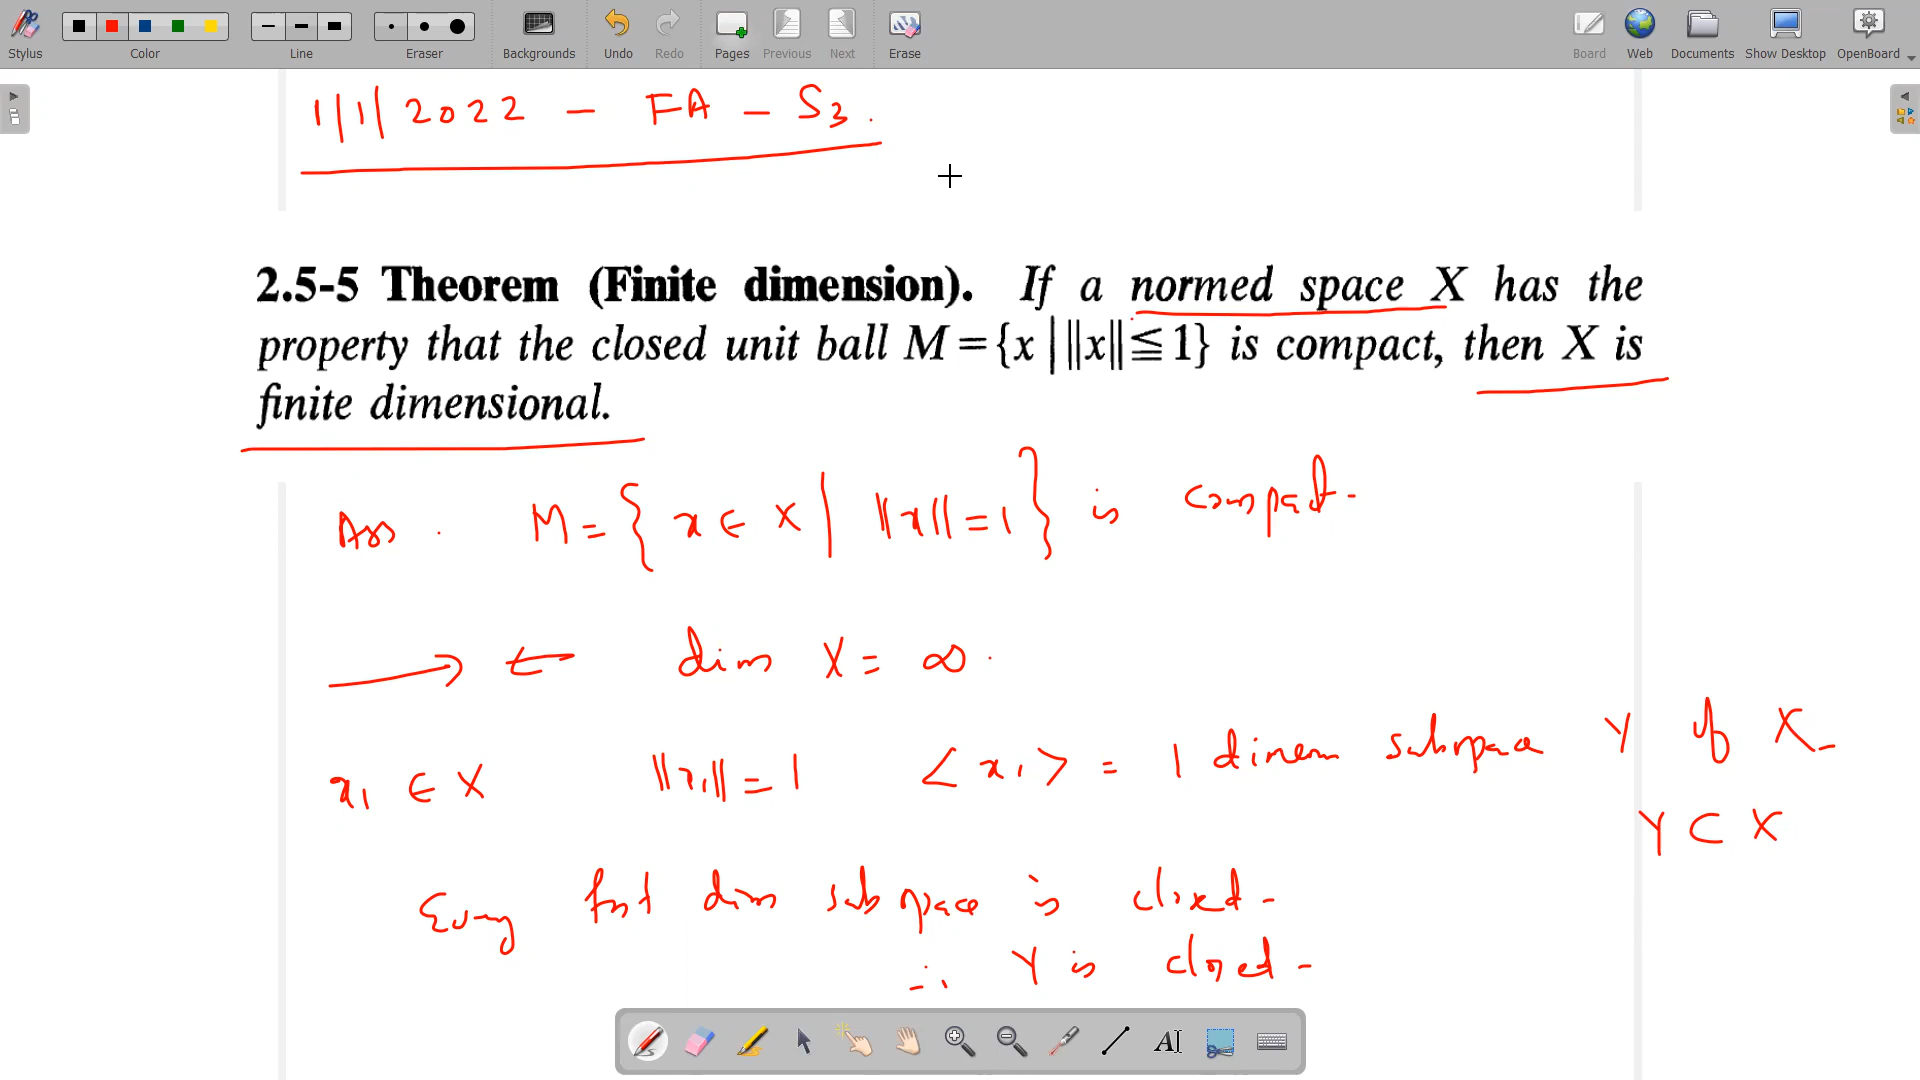 Stylus Color Line Eraser Backgrounds Undo Redo Pages Previous Next Erase Board Web Documents Show Desktop OpenBoard
1/1/2022 - FA - S3.
2.5-5 Theorem (Finite dimension). If a normed space X has the
property that the closed unit ball M = {x | ||x|| ≦ 1} is compact, then X is
finite dimensional.
Ass. M = { x ∈ X | ||x|| = 1 } is compact.
→ ← dim X = ∞.
x1 ∈ X ||x1|| = 1 <x1> = 1 dimen subspace Y of X
Y ⊂ X
Every fnt dim subspace is closed.
∴ Y is closed.